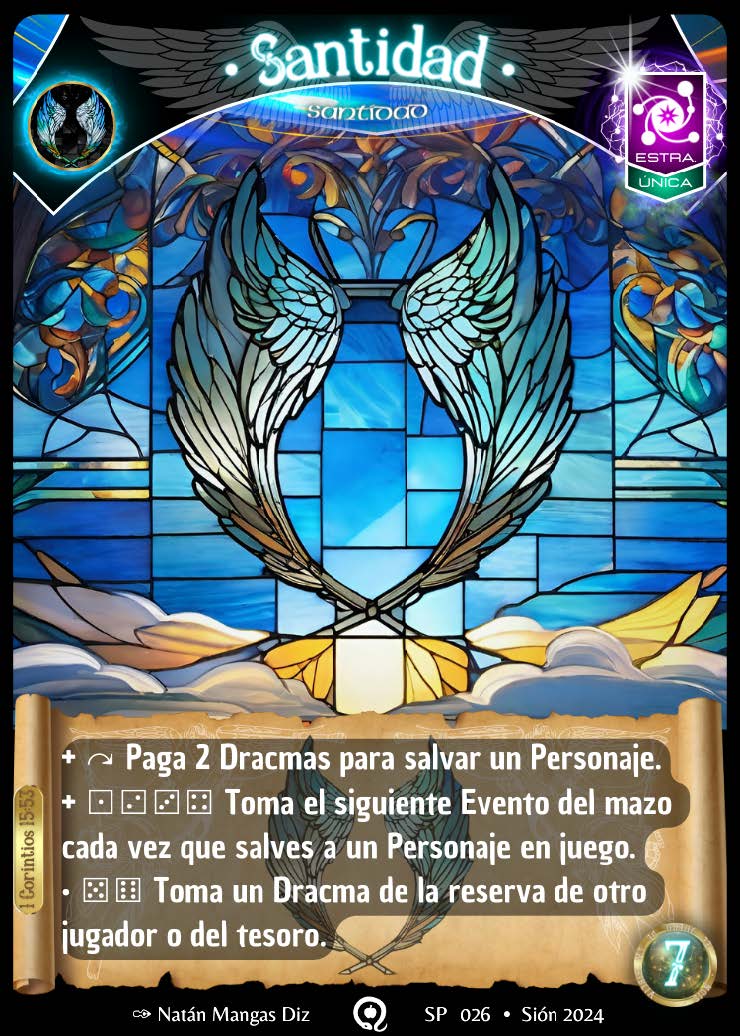 • Santidad •
santidad
ESTRA.
ÚNICA
+ ↷ Paga 2 Dracmas para salvar un Personaje.
+ ⚀ ⚁ ⚂ ⚃ Toma el siguiente Evento del mazo
cada vez que salves a un Personaje en juego.
• ⚄ ⚅ Toma un Dracma de la reserva de otro
jugador o del tesoro.
1 Corintios 15:53
7
Natán Mangas Diz
SP 026 • Sión 2024